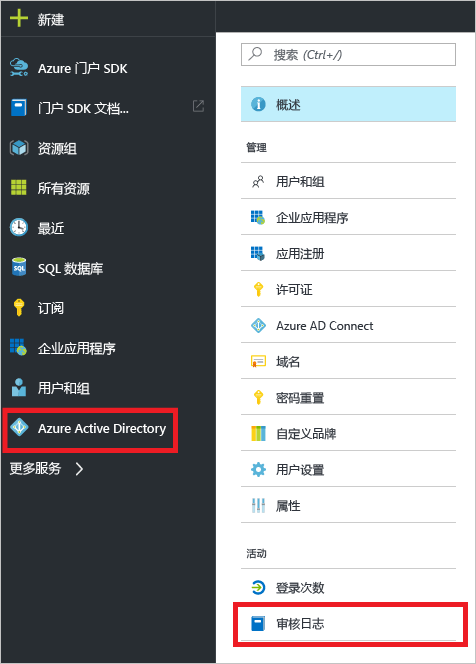 新建
Azure 门户 SDK
门户 SDK 文档...
资源组
所有资源
最近
SQL 数据库
订阅
企业应用程序
用户和组
Azure Active Directory
更多服务
搜索 (Ctrl+/)
概述
管理
用户和组
企业应用程序
应用注册
许可证
Azure AD Connect
域名
密码重置
自定义品牌
用户设置
属性
活动
登录次数
审核日志